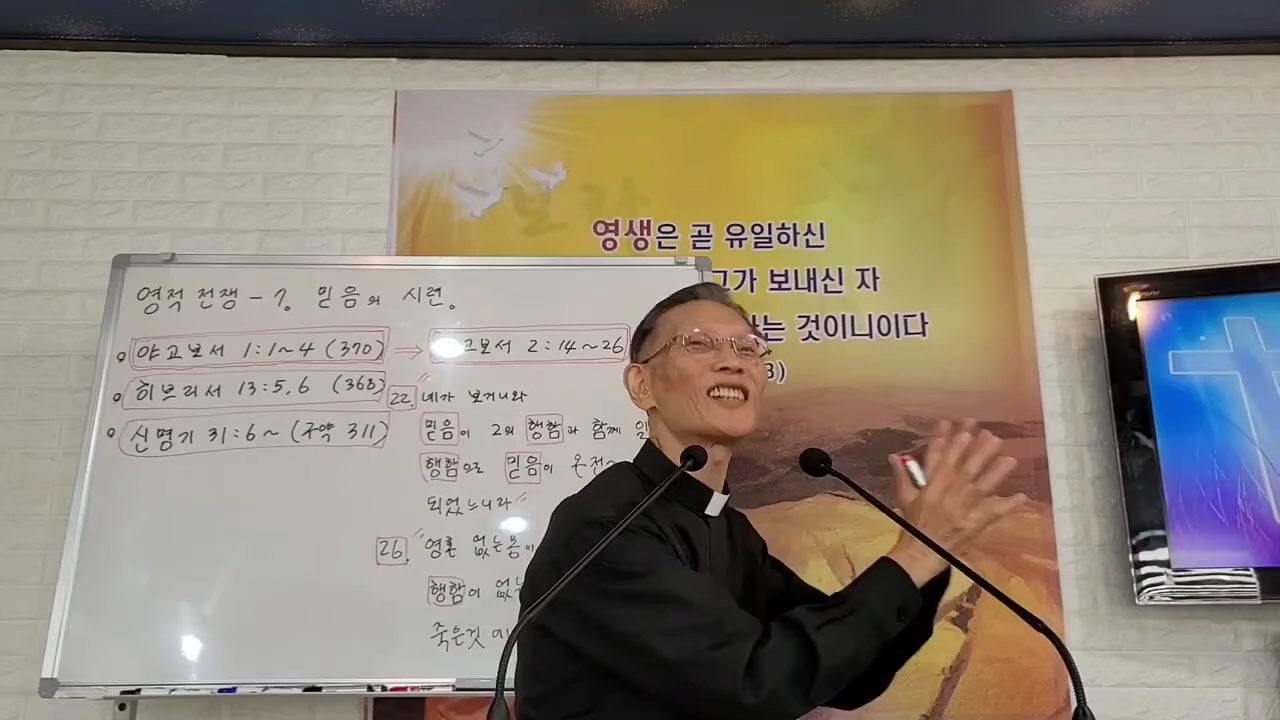 영적 전쟁 - 7. 믿음의 시련.
야고보서 1:1~4 (370) → 고보서 2:14~26
히브리서 13:5,6 (368)
신명기 31:6~ (구약 311)
22. "네가 보거니와
믿음이 그의 행함과 함께 일
행함으로 믿음이 온전
되었느니라"
26. "영혼 없는 몸이
행함이 없
죽은것 이
영생은 곧 유일하신
그가 보내신 자
는 것이니이다
3)